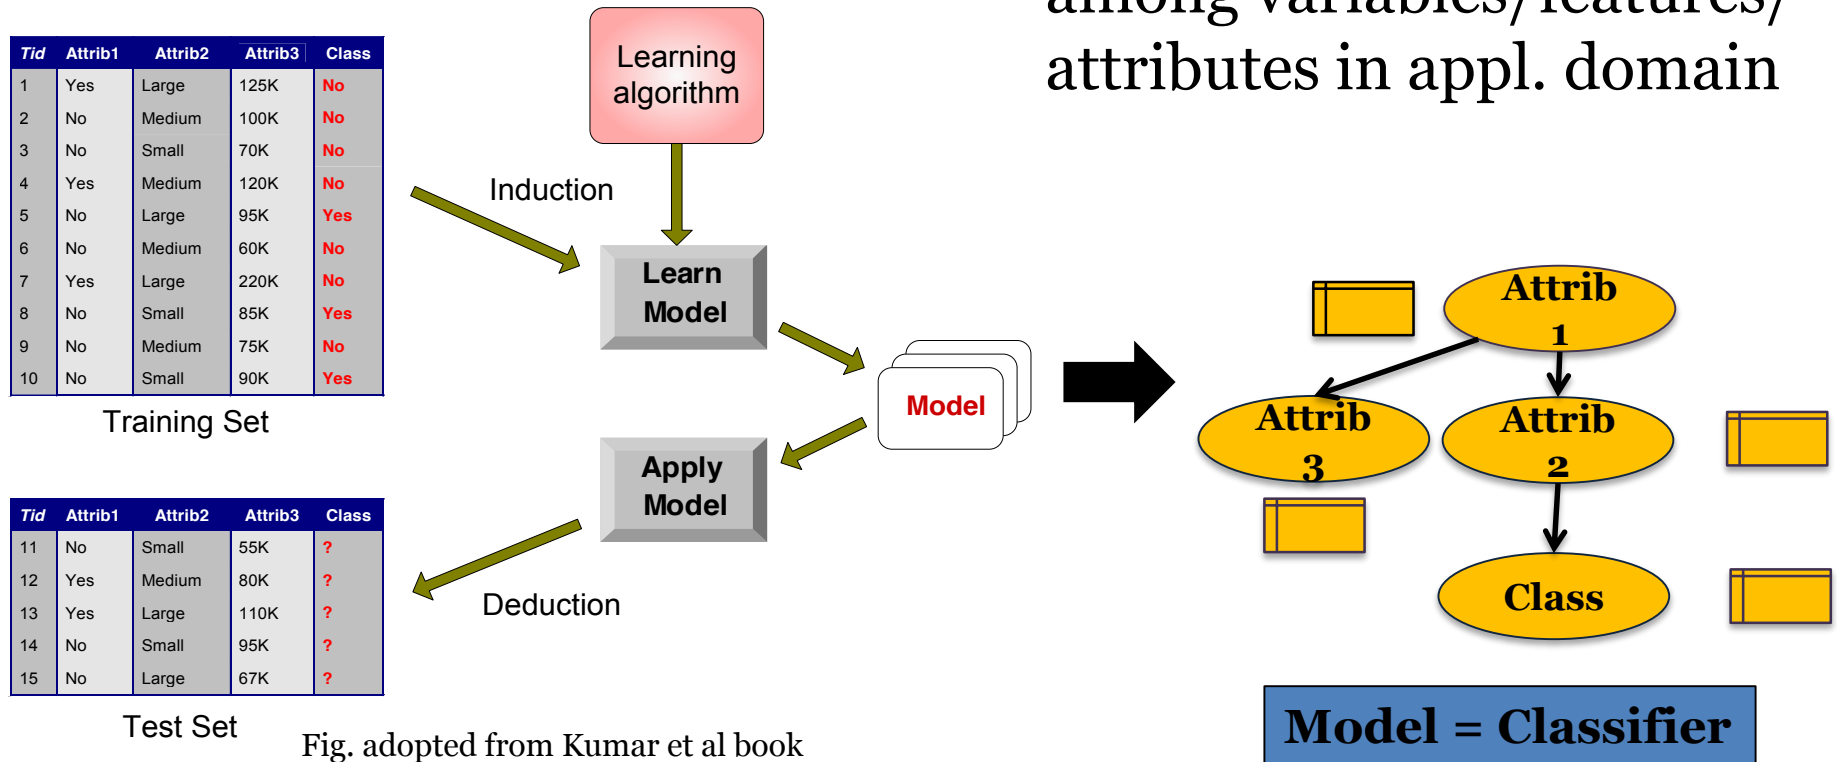 among variables/features/
attributes in appl. domain
Tid Attrib1 Attrib2 Attrib3 Class
1 Yes Large 125K No
2 No Medium 100K No
3 No Small 70K No
4 Yes Medium 120K No
5 No Large 95K Yes
6 No Medium 60K No
7 Yes Large 220K No
8 No Small 85K Yes
9 No Medium 75K No
10 No Small 90K Yes
Training Set
Learning
algorithm
Induction
Learn
Model
Model
Apply
Model
Deduction
Tid Attrib1 Attrib2 Attrib3 Class
11 No Small 55K ?
12 Yes Medium 80K ?
13 Yes Large 110K ?
14 No Small 95K ?
15 No Large 67K ?
Test Set
Fig. adopted from Kumar et al book
Attrib
1
Attrib
3
Attrib
2
Class
Model = Classifier